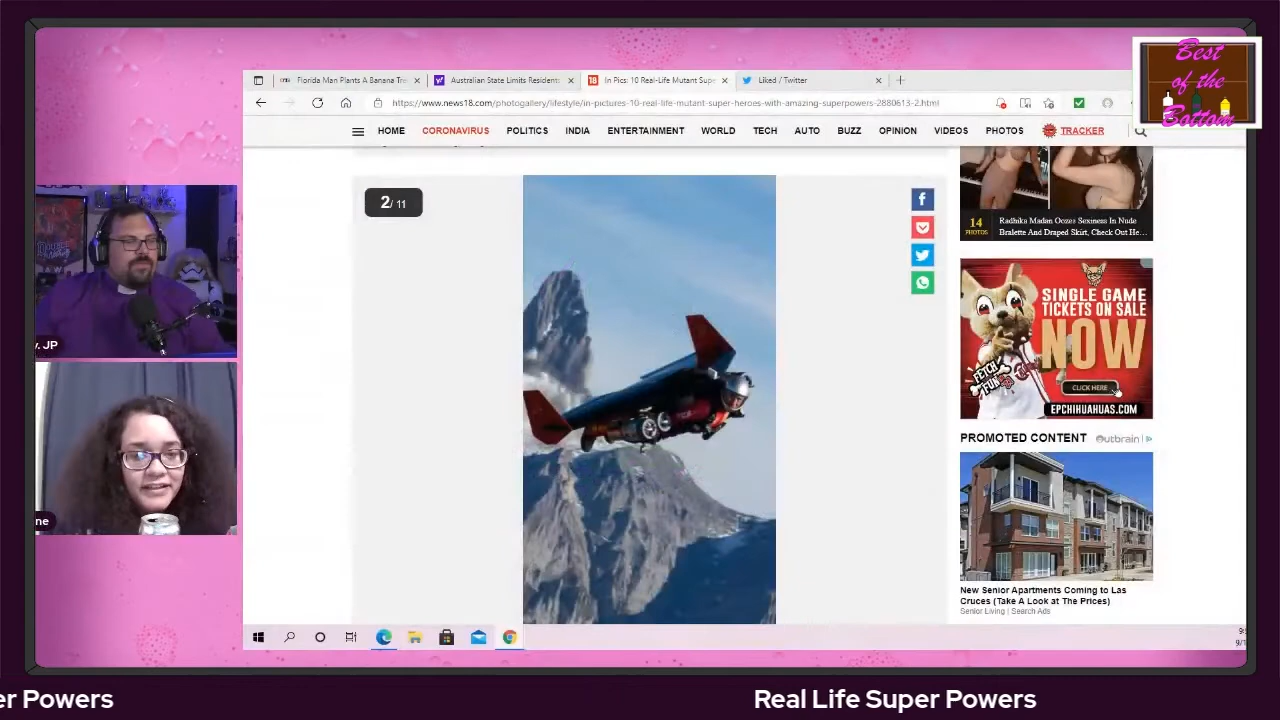 Best
of the
Bottom
Florida Man Plants A Banana Tre
Australian State Limits Resident
In Pics: 10 Real-Life Mutant Supe
Liked / Twitter
https://www.news18.com/photogallery/lifestyle/in-pictures-10-real-life-mutant-super-heroes-with-amazing-superpowers-2880613-2.html
HOME CORONAVIRUS POLITICS INDIA ENTERTAINMENT WORLD TECH AUTO BUZZ OPINION VIDEOS PHOTOS TRACKER
2/ 11
14
PHOTOS
Radhika Madan Oozes Sexiness In Nude
Bralette And Draped Skirt, Check Out He...
SINGLE GAME
TICKETS ON SALE
NOW
FETCH
FUN
CLICK HERE
EPCHIHUAHUAS.COM
PROMOTED CONTENT
Outbrain
New Senior Apartments Coming to Las
Cruces (Take A Look at The Prices)
Senior Living | Search Ads
v. JP
ne
er Powers
Real Life Super Powers